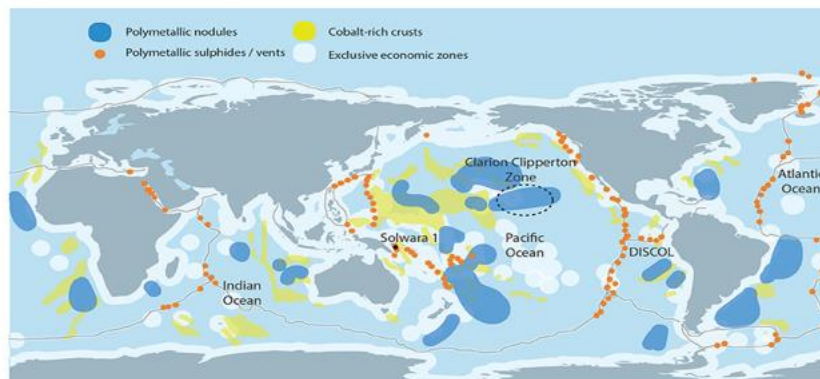 Polymetallic nodules
Cobalt-rich crusts
Polymetallic sulphides / vents
Exclusive economic zones
Clarion Clipperton
Zone
Atlantic
Ocean
Solwara 1
Pacific
Ocean
DISCOL
Indian
Ocean